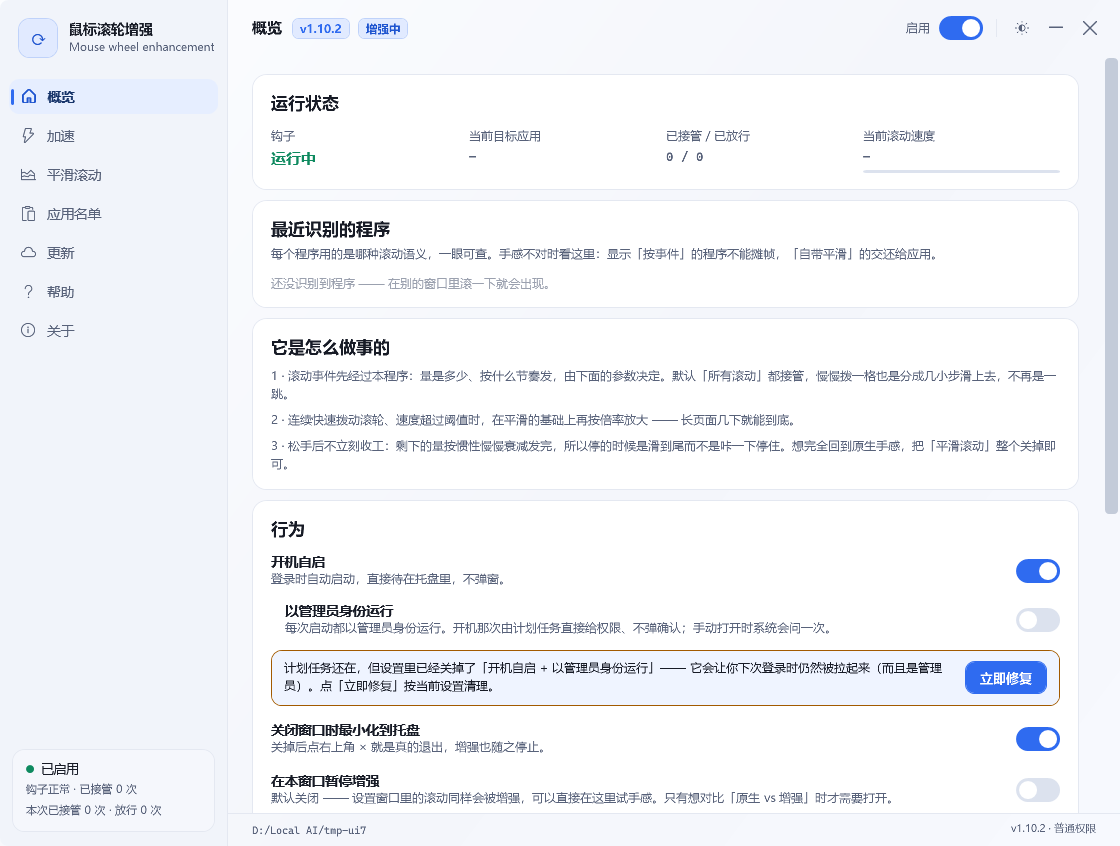 鼠标滚轮增强
Mouse wheel enhancement
概览
加速
平滑滚动
应用名单
更新
帮助
关于
已启用
钩子正常 · 已接管 0 次
本次已接管 0 次 · 放行 0 次
概览 v1.10.2 增强中 启用
运行状态
钩子 当前目标应用 已接管 / 已放行 当前滚动速度
运行中 – 0 / 0 –
最近识别的程序
每个程序用的是哪种滚动语义，一眼可查。手感不对时看这里：显示「按事件」的程序不能摊帧，「自带平滑」的交还给应用。
还没识别到程序 —— 在别的窗口里滚一下就会出现。
它是怎么做事的
1 · 滚动事件先经过本程序：量是多少、按什么节奏发，由下面的参数决定。默认「所有滚动」都接管，慢慢拨一格也是分成几小步滑上去，不再是一
跳。
2 · 连续快速拨动滚轮、速度超过阈值时，在平滑的基础上再按倍率放大 —— 长页面几下就能到底。
3 · 松手后不立刻收工：剩下的量按惯性慢慢衰减发完，所以停的时候是滑到尾而不是咔一下停住。想完全回到原生手感，把「平滑滚动」整个关掉即
可。
行为
开机自启
登录时自动启动，直接待在托盘里，不弹窗。
以管理员身份运行
每次启动都以管理员身份运行。开机那次由计划任务直接给权限、不弹确认；手动打开时系统会问一次。
计划任务还在，但设置里已经关掉了「开机自启 + 以管理员身份运行」—— 它会让你下次登录时仍然被拉起来（而且是管理
员）。点「立即修复」按当前设置清理。
立即修复
关闭窗口时最小化到托盘
关掉后点右上角 × 就是真的退出，增强也随之停止。
在本窗口暂停增强
默认关闭 —— 设置窗口里的滚动同样会被增强，可以直接在这里试手感。只有想对比「原生 vs 增强」时才需要打开。
D:/Local AI/tmp-ui7
v1.10.2 · 普通权限